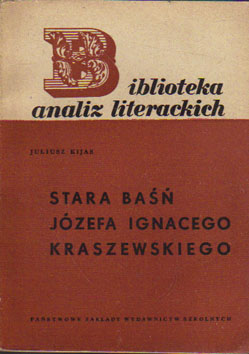 Biblioteka
analiz literackich
JULIUSZ KIJAS
STARA BAŚŃ
JÓZEFA IGNACEGO
KRASZEWSKIEGO
PAŃSTWOWE ZAKŁADY WYDAWNICTW SZKOLNYCH